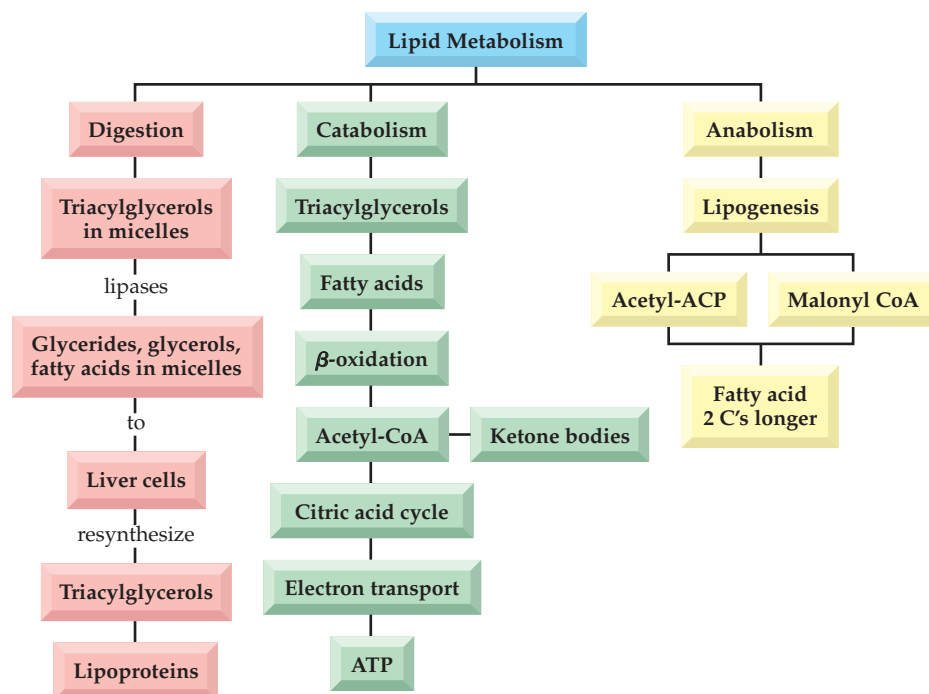 Lipid Metabolism
Digestion
Triacylglycerols
in micelles
lipases
Glycerides, glycerols,
fatty acids in micelles
to
Liver cells
resynthesize
Triacylglycerols
Lipoproteins
Catabolism
Triacylglycerols
Fatty acids
β-oxidation
Acetyl-CoA
Ketone bodies
Citric acid cycle
Electron transport
ATP
Anabolism
Lipogenesis
Acetyl-ACP
Malonyl CoA
Fatty acid
2 C's longer